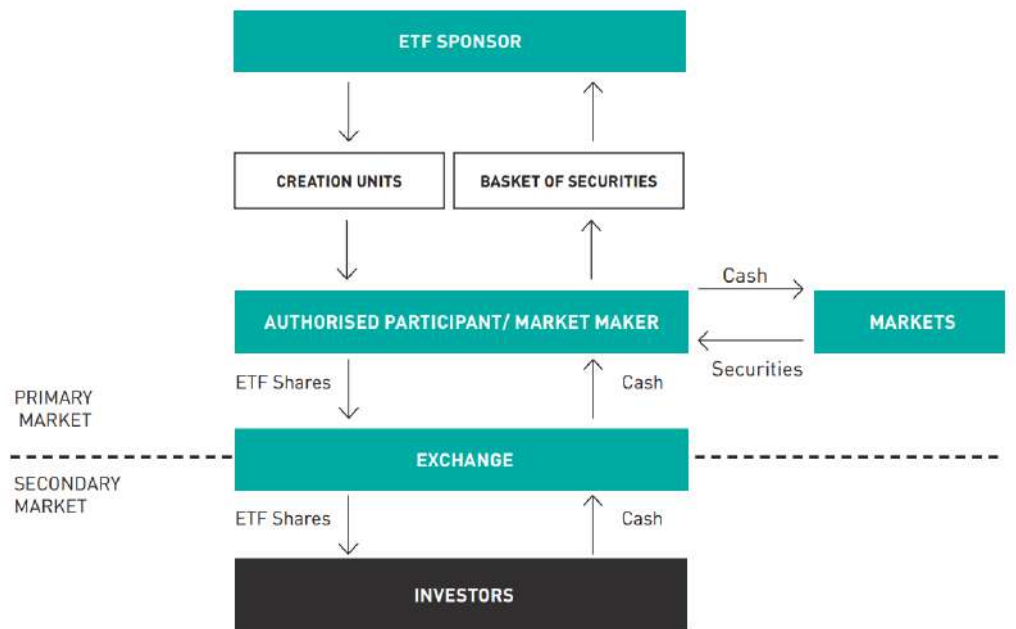 ETF SPONSOR
CREATION UNITS
BASKET OF SECURITIES
Cash
AUTHORISED PARTICIPANT/ MARKET MAKER
MARKETS
Securities
ETF Shares
Cash
PRIMARY
MARKET
EXCHANGE
SECONDARY
MARKET
ETF Shares
Cash
INVESTORS